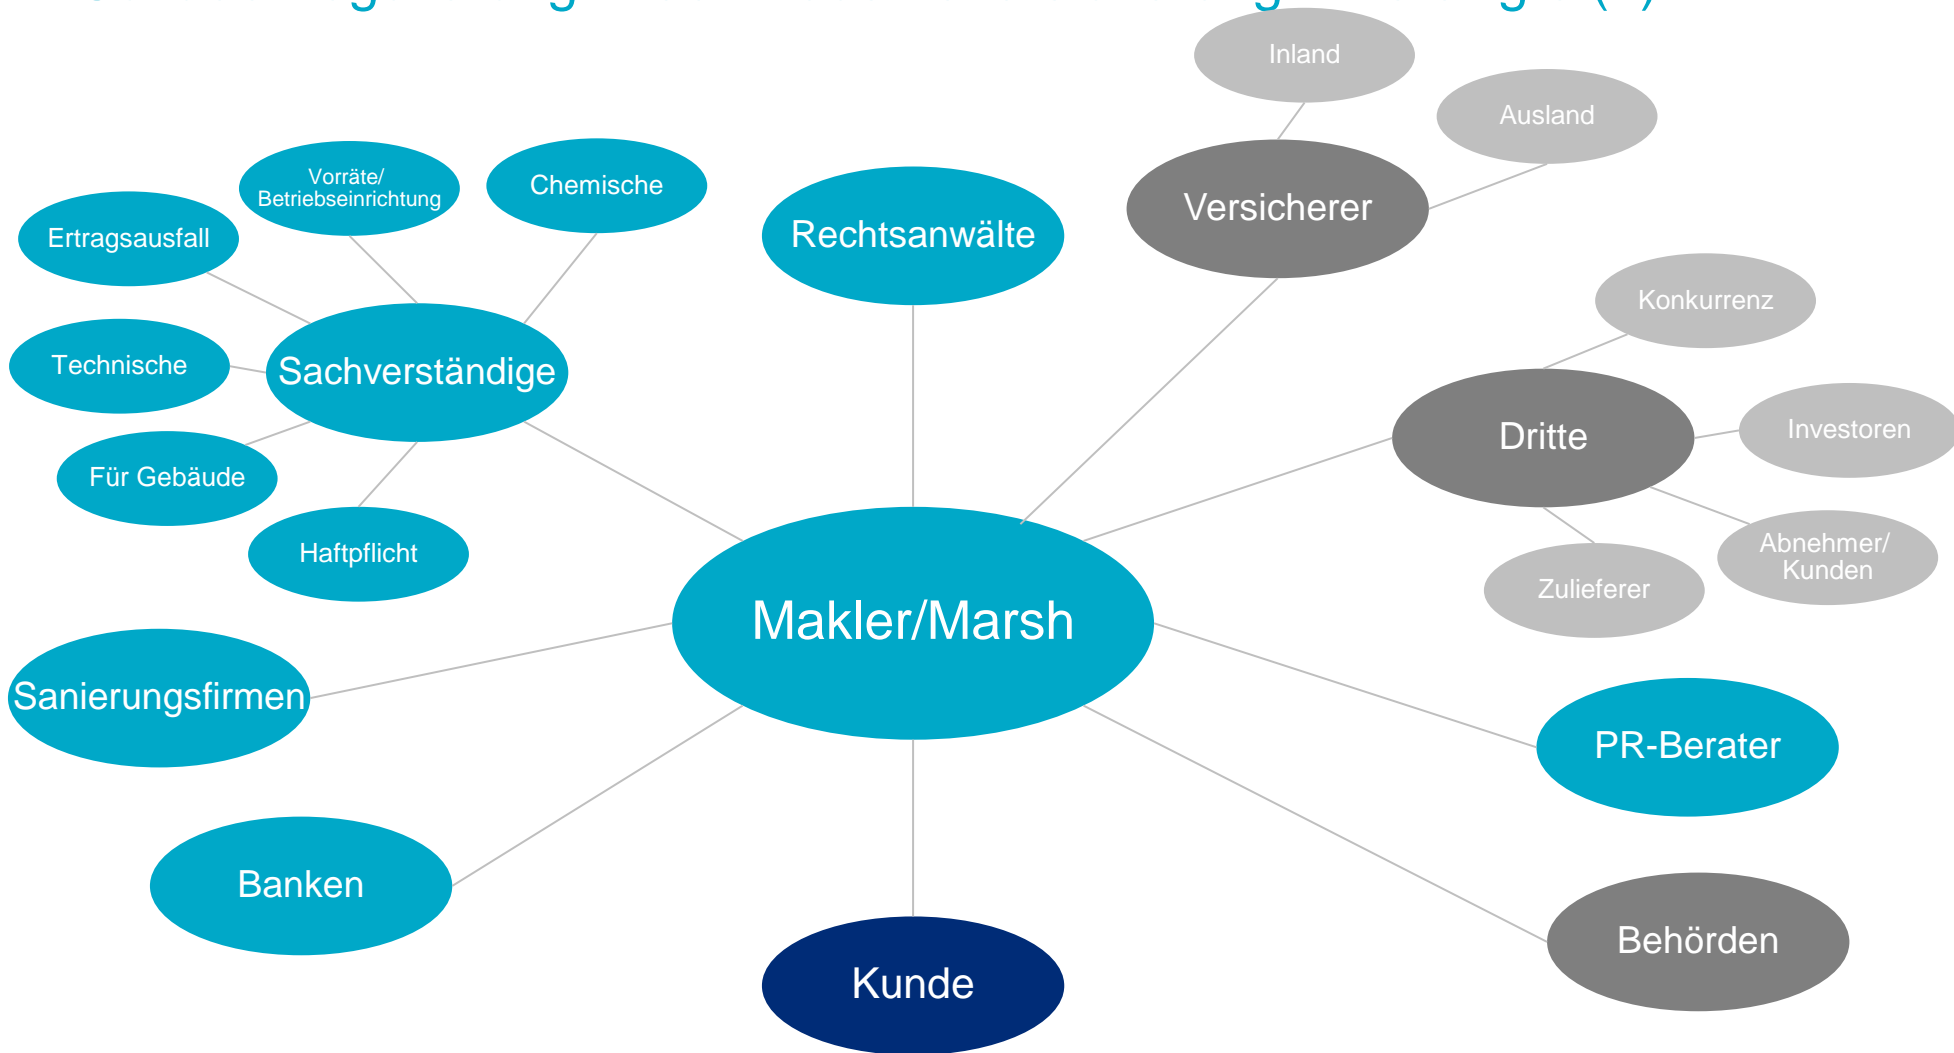 Inland
Ausland
Vorräte/
Betriebseinrichtung
Chemische
Ertragsausfall
Rechtsanwälte
Versicherer
Konkurrenz
Technische
Sachverständige
Dritte
Investoren
Für Gebäude
Haftpflicht
Abnehmer/
Kunden
Zulieferer
Makler/Marsh
Sanierungsfirmen
PR-Berater
Banken
Behörden
Kunde